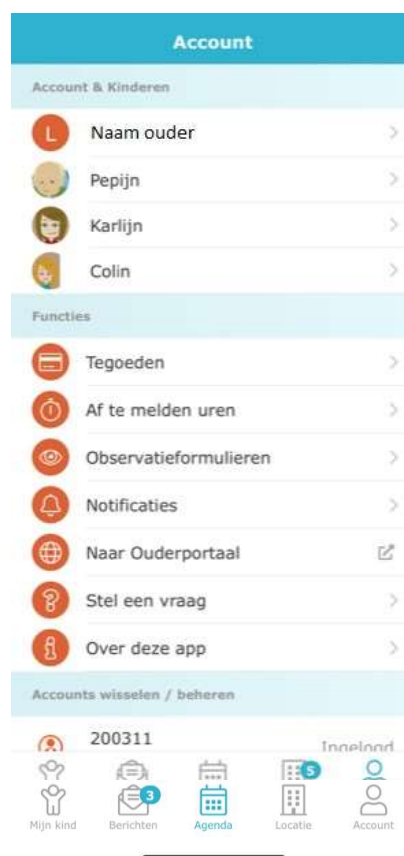 Account
Account & Kinderen
L
Naam ouder
Pepijn
Karlijn
Colin
Functies
Tegoeden
Af te melden uren
Observatieformulieren
Notificaties
Naar Ouderportaal
Stel een vraag
Over deze app
Accounts wisselen / beheren
200311
Ingelogd
5
3
Mijn kind Berichten Agenda Locatie Account